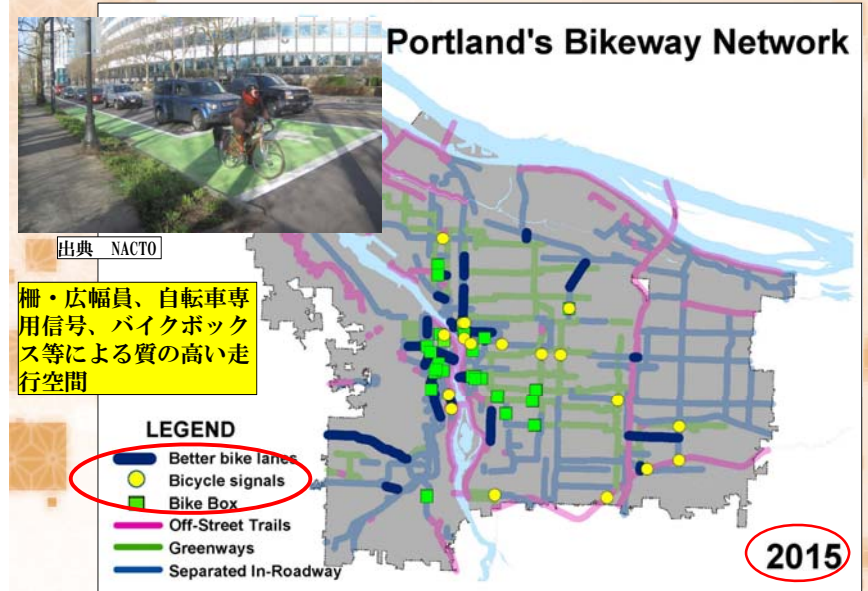 Portland's Bikeway Network
出典 NACTO
柵・広幅員、自転車専
用信号、バイクボック
ス等による質の高い走
行空間
LEGEND
Better bike lanes
Bicycle signals
Bike Box
Off-Street Trails
Greenways
Separated In-Roadway
2015